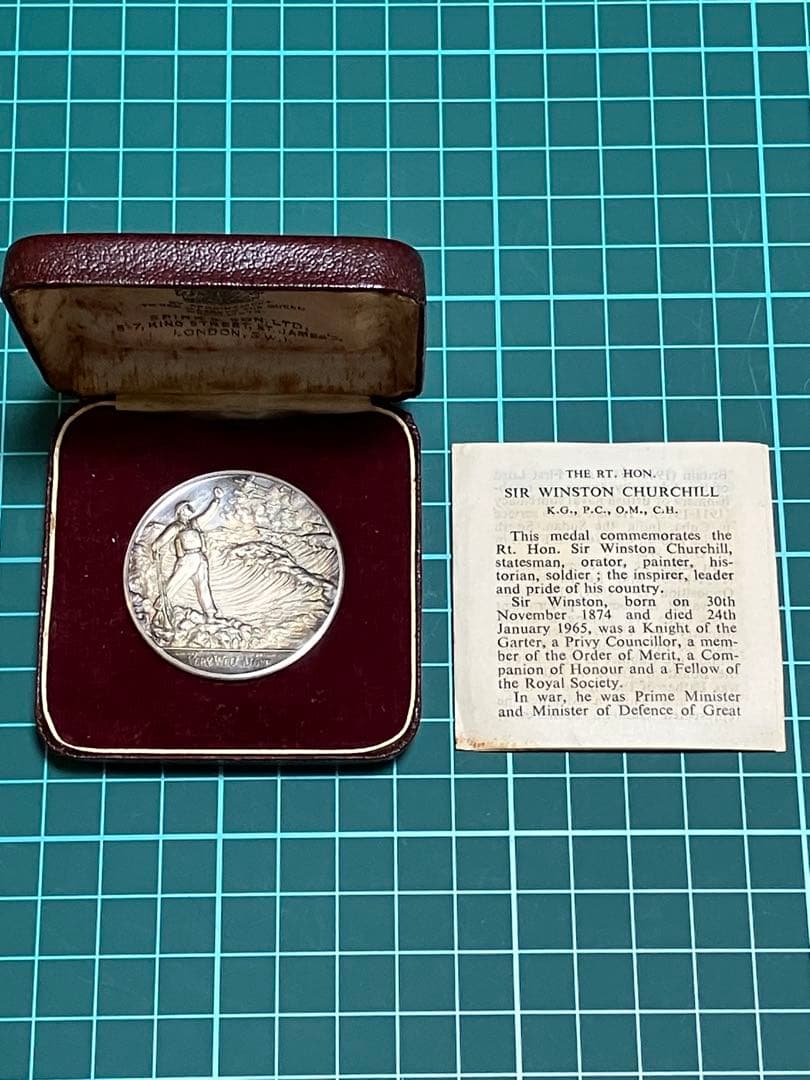 SPINK & SON, LTD.
5-7, KING STREET, ST. JAMES'S,
LONDON, S.W.1.
"VERY WELL, ALONE"
THE RT. HON.
SIR WINSTON CHURCHILL
K.G., P.C., O.M., C.H.
This medal commemorates the
Rt. Hon. Sir Winston Churchill,
statesman, orator, painter, his-
torian, soldier ; the inspirer, leader
and pride of his country.
Sir Winston, born on 30th
November 1874 and died 24th
January 1965, was a Knight of the
Garter, a Privy Councillor, a mem-
ber of the Order of Merit, a Com-
panion of Honour and a Fellow of
the Royal Society.
In war, he was Prime Minister
and Minister of Defence of Great